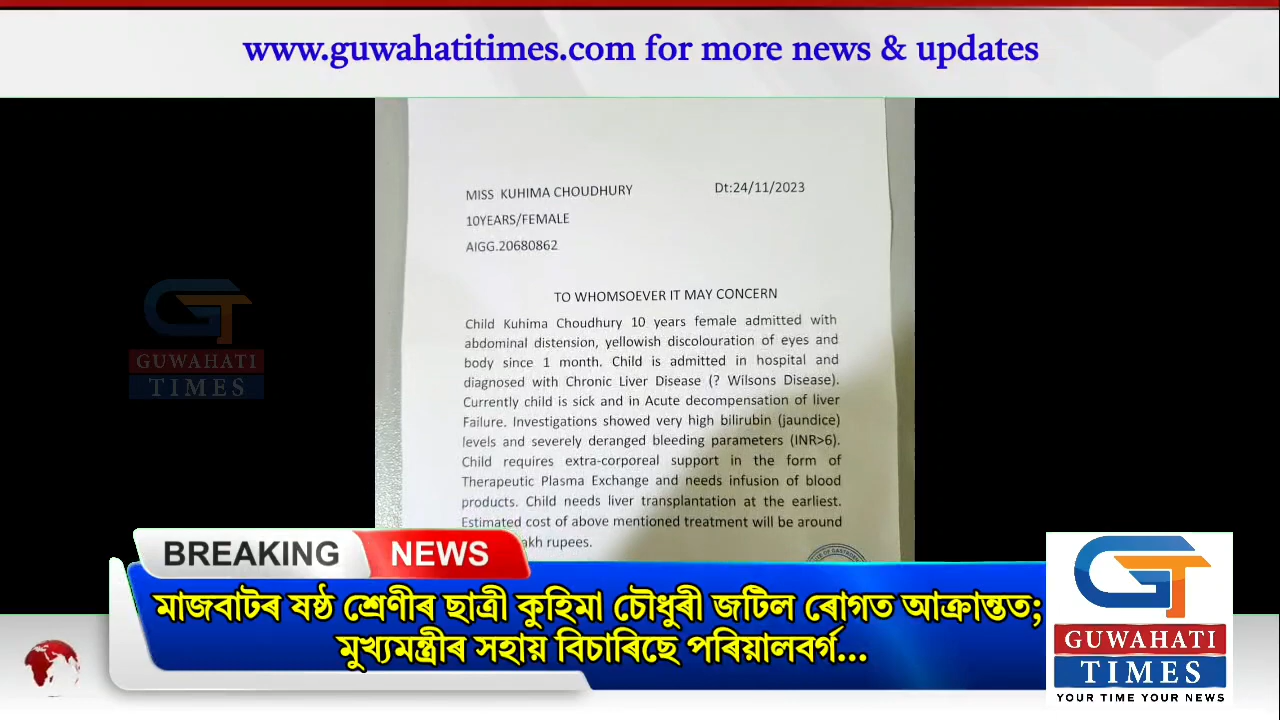 www.guwahatitimes.com for more news & updates
MISS KUHIMA CHOUDHURY Dt:24/11/2023
10YEARS/FEMALE
AIGG.20680862
TO WHOMSOEVER IT MAY CONCERN
Child Kuhima Choudhury 10 years female admitted with
abdominal distension, yellowish discolouration of eyes and
body since 1 month. Child is admitted in hospital and
diagnosed with Chronic Liver Disease (? Wilsons Disease).
Currently child is sick and in Acute decompensation of liver
Failure. Investigations showed very high bilirubin (jaundice)
levels and severely deranged bleeding parameters (INR>6).
Child requires extra-corporeal support in the form of
Therapeutic Plasma Exchange and needs infusion of blood
products. Child needs liver transplantation at the earliest.
Estimated cost of above mentioned treatment will be around
rupees.
GT
GUWAHATI
TIMES
BREAKING NEWS
মাজবাটৰ ষষ্ঠ শ্ৰেণীৰ ছাত্ৰী কুহিমা চৌধুৰী জটিল ৰোগত আক্ৰান্তত;
মুখ্যমন্ত্ৰীৰ সহায় বিচাৰিছে পৰিয়ালবৰ্গ...
GT
GUWAHATI
TIMES
YOUR TIME YOUR NEWS